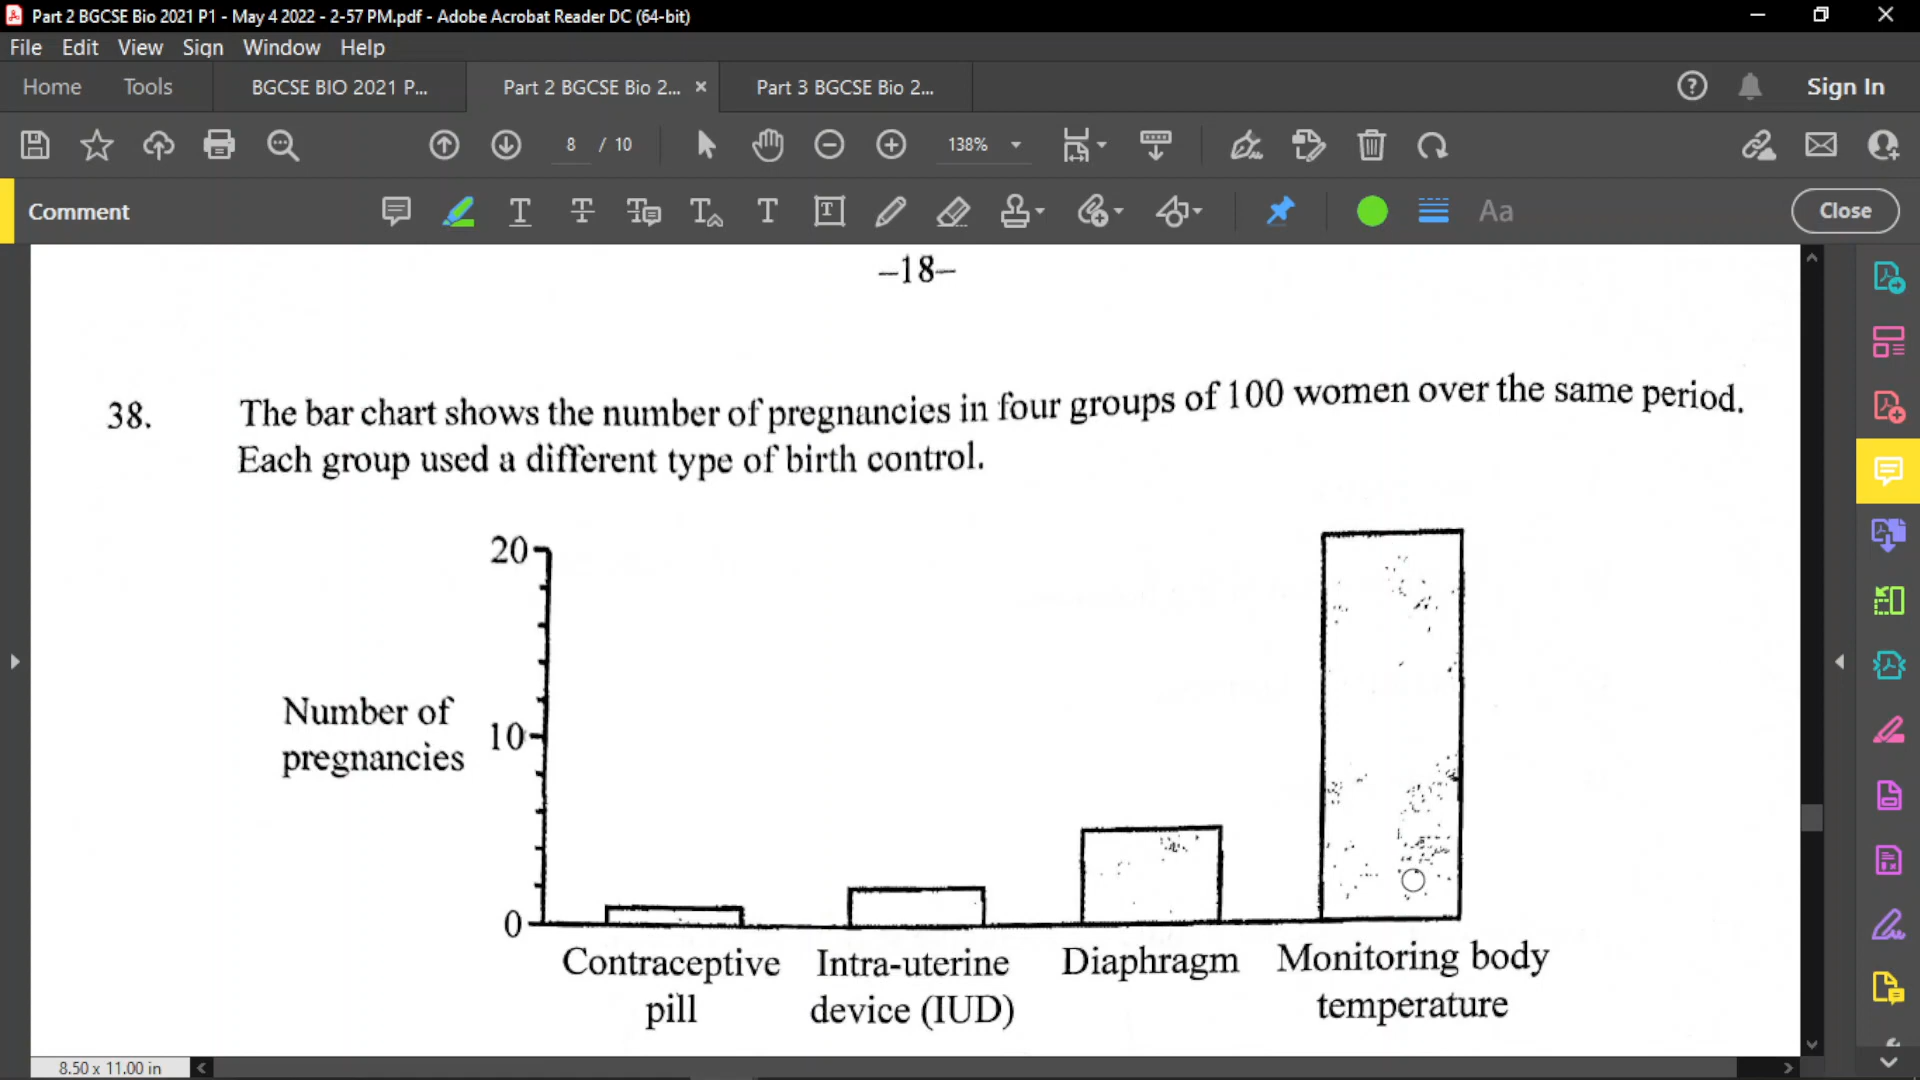 Part 2 BGCSE Bio 2021 P1 - May 4 2022 - 2-57 PM.pdf - Adobe Acrobat Reader DC (64-bit)
File Edit View Sign Window Help
Home Tools BGCSE BIO 2021 P... Part 2 BGCSE Bio 2... × Part 3 BGCSE Bio 2... Sign In
8 / 10 138%
Comment Aa Close
–18–
38. The bar chart shows the number of pregnancies in four groups of 100 women over the same period.
Each group used a different type of birth control.
20
Number of
10
pregnancies
0
Contraceptive Intra-uterine Diaphragm Monitoring body
pill device (IUD) temperature
8.50 x 11.00 in